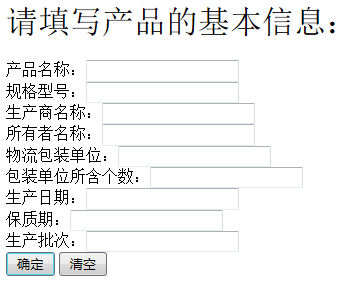 请填写产品的基本信息：
产品名称：
规格型号：
生产商名称：
所有者名称：
物流包装单位：
包装单位所含个数：
生产日期：
保质期：
生产批次：
确定 清空